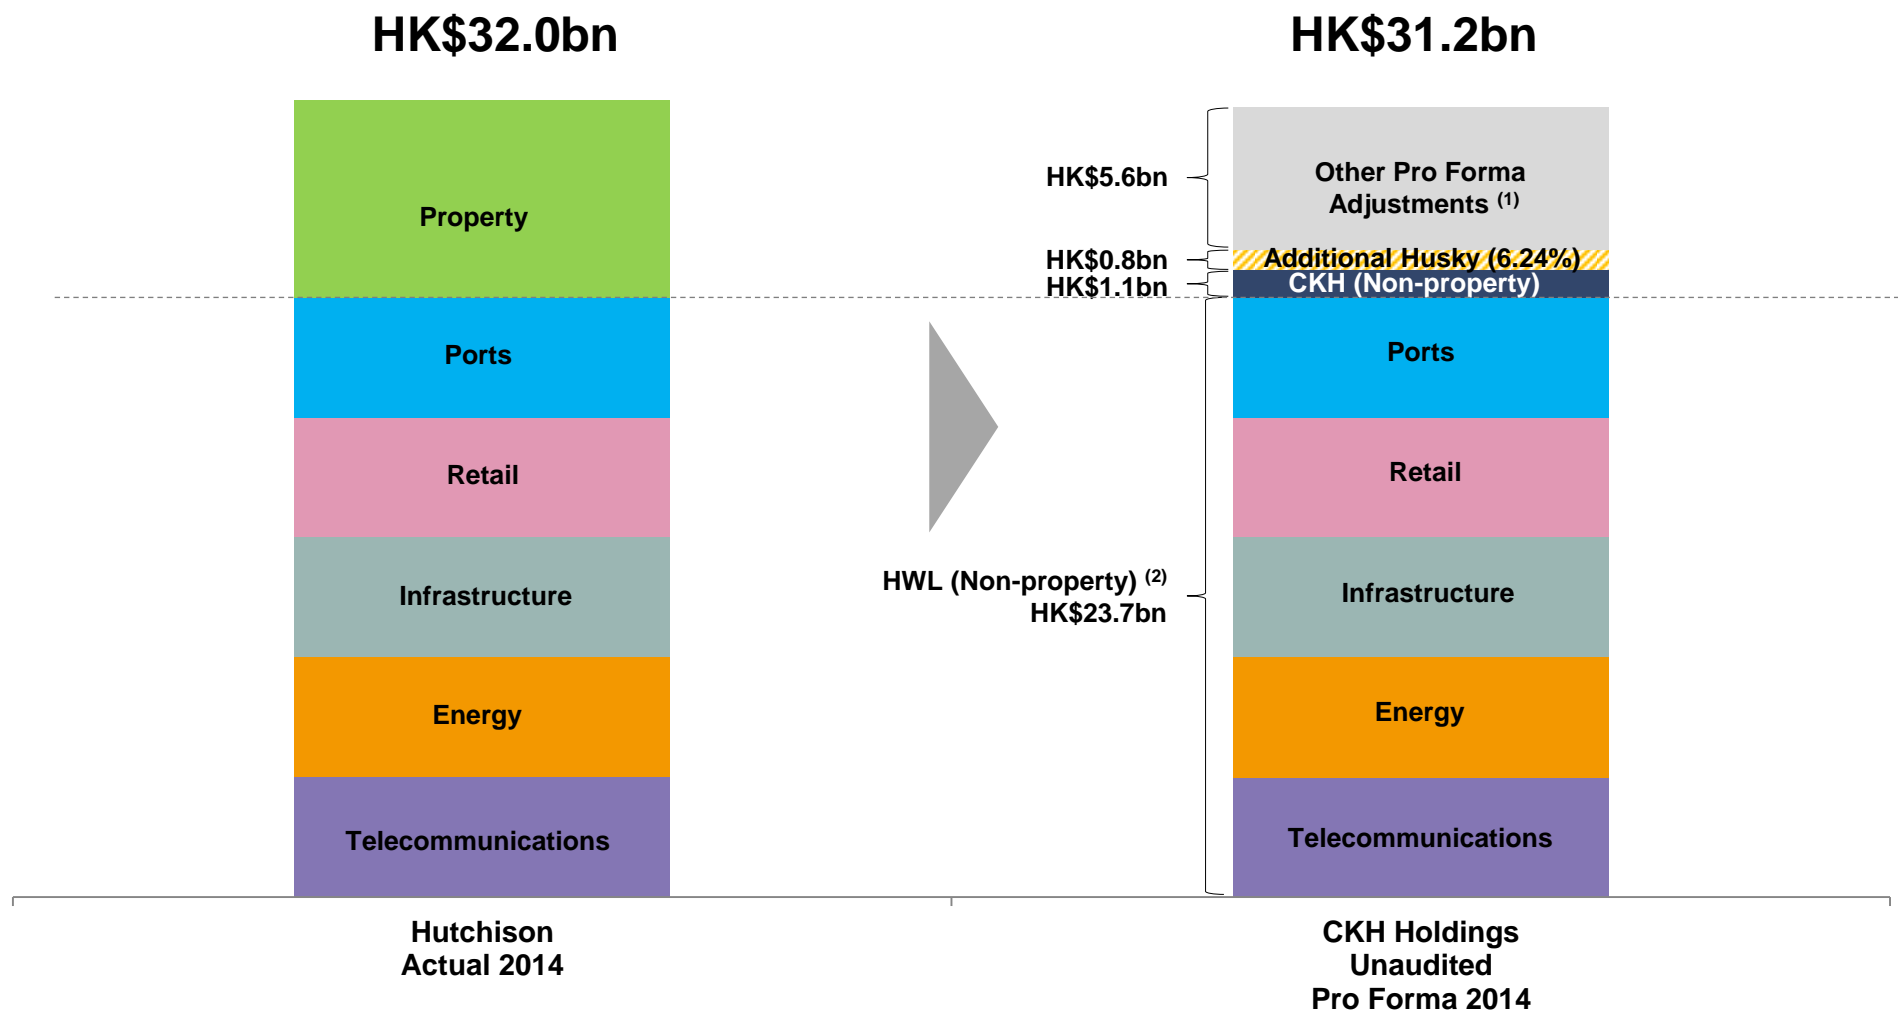 HK$32.0bn
HK$31.2bn
Property
Ports
Retail
Infrastructure
Energy
Telecommunications
Hutchison
Actual 2014
HK$5.6bn
HK$0.8bn
HK$1.1bn
HWL (Non-property) (2)
HK$23.7bn
Other Pro Forma
Adjustments (1)
Additional Husky (6.24%)
CKH (Non-property)
Ports
Retail
Infrastructure
Energy
Telecommunications
CKH Holdings
Unaudited
Pro Forma 2014